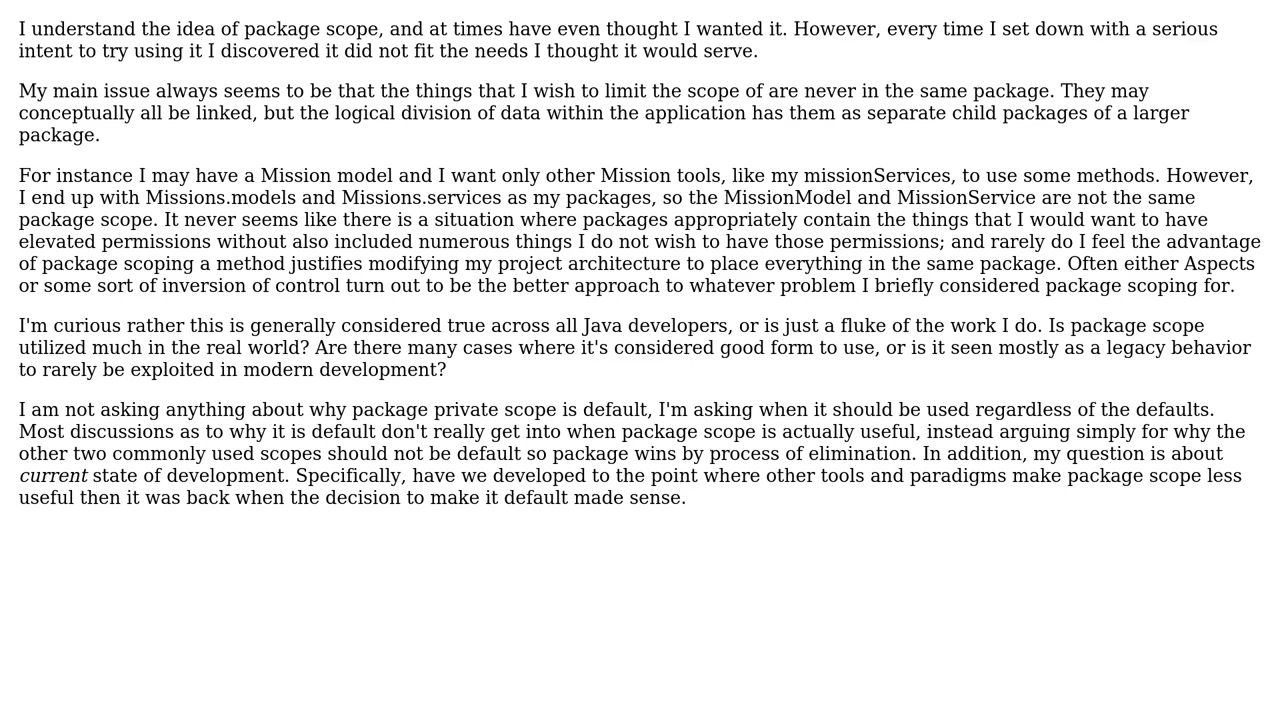 I understand the idea of package scope, and at times have even thought I wanted it. However, every time I set down with a serious
intent to try using it I discovered it did not fit the needs I thought it would serve.
My main issue always seems to be that the things that I wish to limit the scope of are never in the same package. They may
conceptually all be linked, but the logical division of data within the application has them as separate child packages of a larger
package.
For instance I may have a Mission model and I want only other Mission tools, like my missionServices, to use some methods. However,
I end up with Missions.models and Missions.services as my packages, so the MissionModel and MissionService are not the same
package scope. It never seems like there is a situation where packages appropriately contain the things that I would want to have
elevated permissions without also included numerous things I do not wish to have those permissions; and rarely do I feel the advantage
of package scoping a method justifies modifying my project architecture to place everything in the same package. Often either Aspects
or some sort of inversion of control turn out to be the better approach to whatever problem I briefly considered package scoping for.
I'm curious rather this is generally considered true across all Java developers, or is just a fluke of the work I do. Is package scope
utilized much in the real world? Are there many cases where it's considered good form to use, or is it seen mostly as a legacy behavior
to rarely be exploited in modern development?
I am not asking anything about why package private scope is default, I'm asking when it should be used regardless of the defaults.
Most discussions as to why it is default don't really get into when package scope is actually useful, instead arguing simply for why the
other two commonly used scopes should not be default so package wins by process of elimination. In addition, my question is about
current state of development. Specifically, have we developed to the point where other tools and paradigms make package scope less
useful then it was back when the decision to make it default made sense.